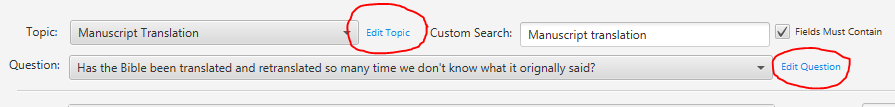 Topic: Manuscript Translation Edit Topic Custom Search: Manuscript translation Fields Must Contain
Question: Has the Bible been translated and retranslated so many time we don't know what it orignally said? Edit Question